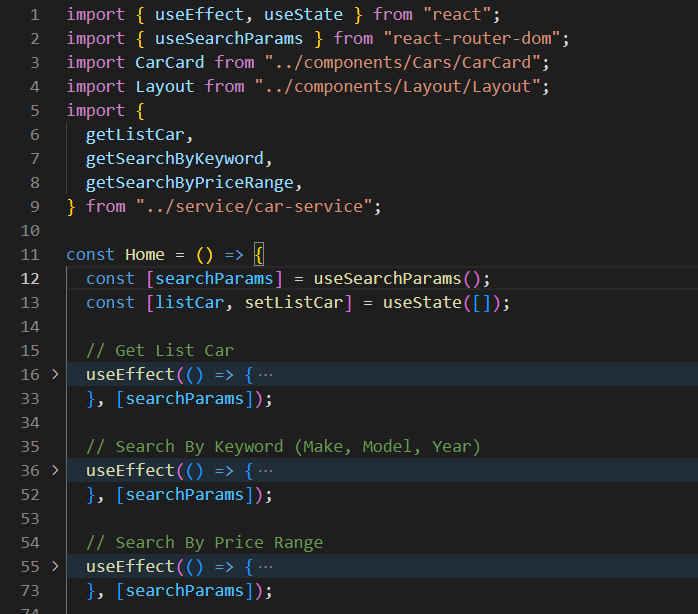 1 import { useEffect, useState } from "react";
2 import { useSearchParams } from "react-router-dom";
3 import CarCard from "../components/Cars/CarCard";
4 import Layout from "../components/Layout/Layout";
5 import {
6   getListCar,
7   getSearchByKeyword,
8   getSearchByPriceRange,
9 } from "../service/car-service";
10
11 const Home = () => {
12   const [searchParams] = useSearchParams();
13   const [listCar, setListCar] = useState([]);
14
15   // Get List Car
16 >  useEffect(() => { ···
33   }, [searchParams]);
34
35   // Search By Keyword (Make, Model, Year)
36 >  useEffect(() => { ···
52   }, [searchParams]);
53
54   // Search By Price Range
55 >  useEffect(() => { ···
73   }, [searchParams]);
74